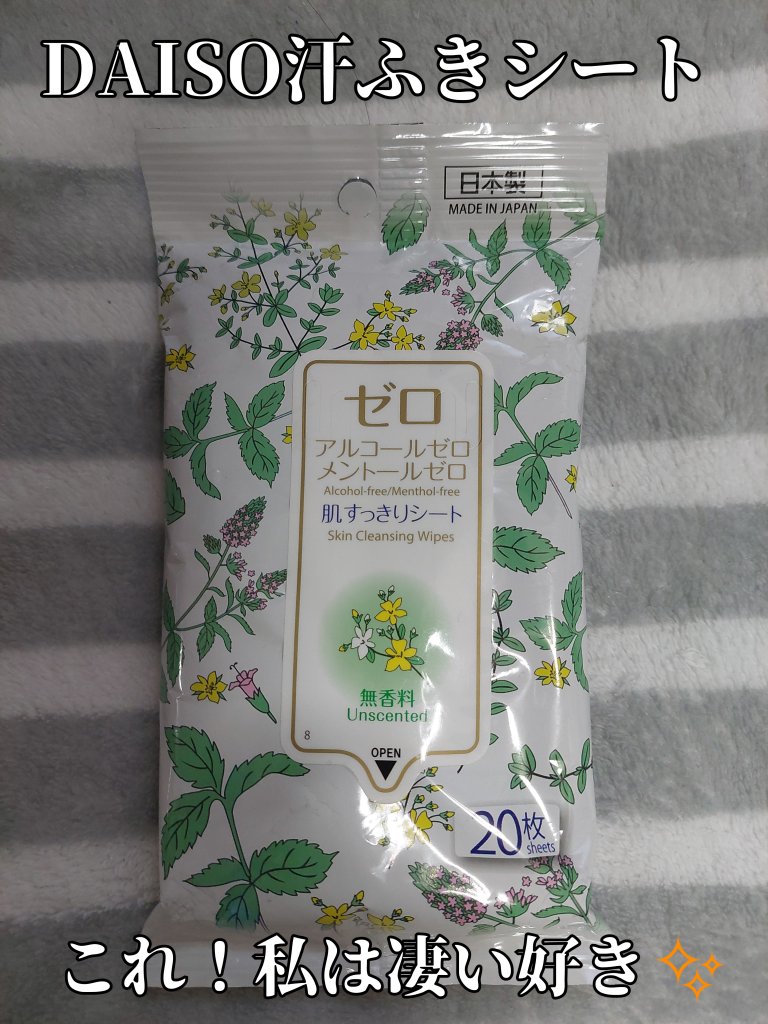 DAISO汗ふきシート
日本製
MADE IN JAPAN
ゼロ
アルコールゼロ
メントールゼロ
Alcohol-free/Menthol-free
肌すっきりシート
Skin Cleansing Wipes
無香料
Unscented
8
OPEN
20枚
sheets
これ！私は凄い好き✨